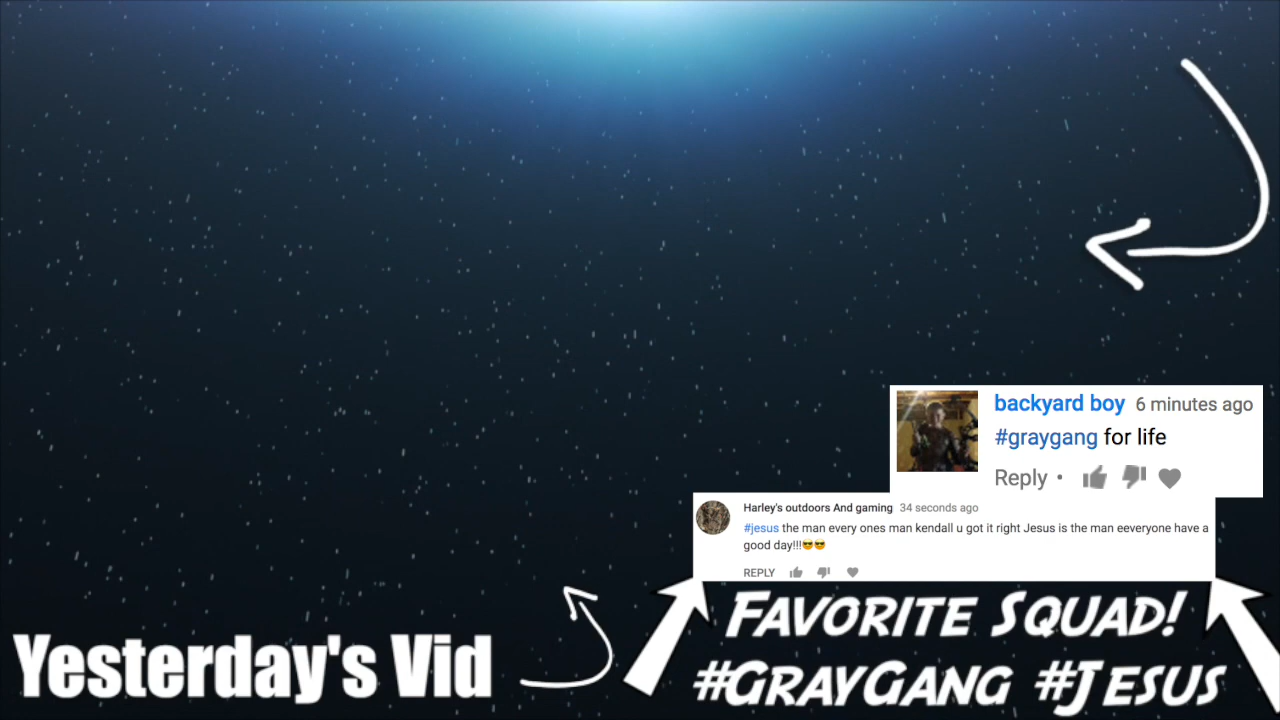 backyard boy 6 minutes ago
#graygang for life
Reply •
Harley's outdoors And gaming 34 seconds ago
#jesus the man every ones man kendall u got it right Jesus is the man eeveryone have a
good day!!!😎😎
REPLY
Favorite Squad!
#GrayGang #Jesus
Yesterday's Vid